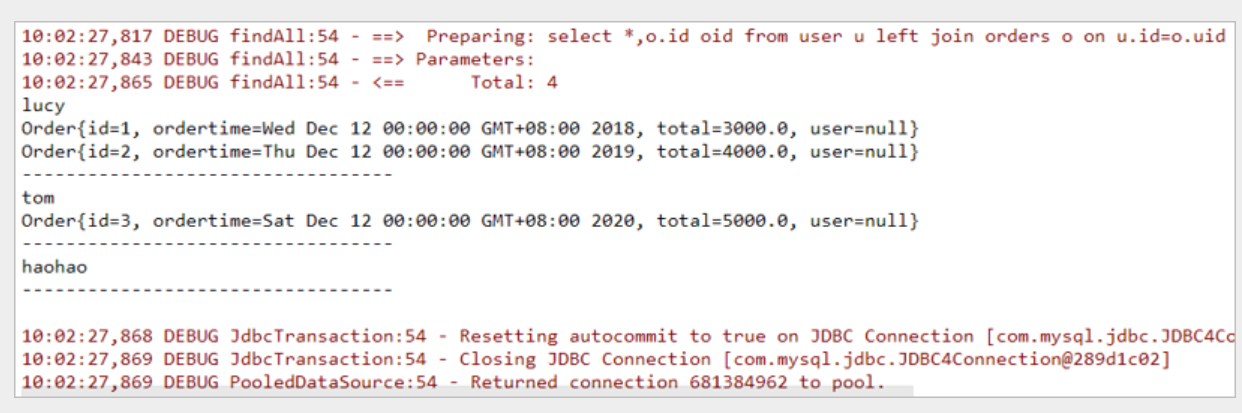 10:02:27,817 DEBUG findAll:54 - ==>  Preparing: select *,o.id oid from user u left join orders o on u.id=o.uid
10:02:27,843 DEBUG findAll:54 - ==> Parameters:
10:02:27,865 DEBUG findAll:54 - <==      Total: 4
lucy
Order{id=1, ordertime=Wed Dec 12 00:00:00 GMT+08:00 2018, total=3000.0, user=null}
Order{id=2, ordertime=Thu Dec 12 00:00:00 GMT+08:00 2019, total=4000.0, user=null}
----------------------------------
tom
Order{id=3, ordertime=Sat Dec 12 00:00:00 GMT+08:00 2020, total=5000.0, user=null}
----------------------------------
haohao
----------------------------------
10:02:27,868 DEBUG JdbcTransaction:54 - Resetting autocommit to true on JDBC Connection [com.mysql.jdbc.JDBC4Co
10:02:27,869 DEBUG JdbcTransaction:54 - Closing JDBC Connection [com.mysql.jdbc.JDBC4Connection@289d1c02]
10:02:27,869 DEBUG PooledDataSource:54 - Returned connection 681384962 to pool.